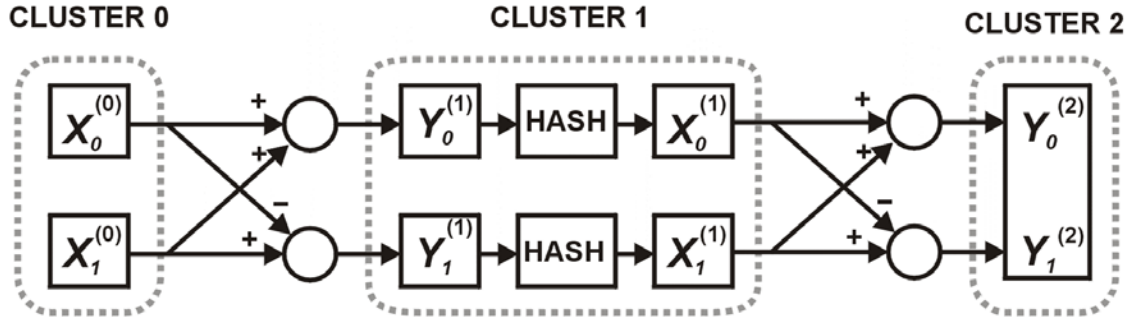 CLUSTER 0
CLUSTER 1
CLUSTER 2
X₀⁽⁰⁾
+
+
Y₀⁽¹⁾
HASH
X₀⁽¹⁾
+
+
Y₀⁽²⁾
X₁⁽⁰⁾
−
+
Y₁⁽¹⁾
HASH
X₁⁽¹⁾
−
+
Y₁⁽²⁾